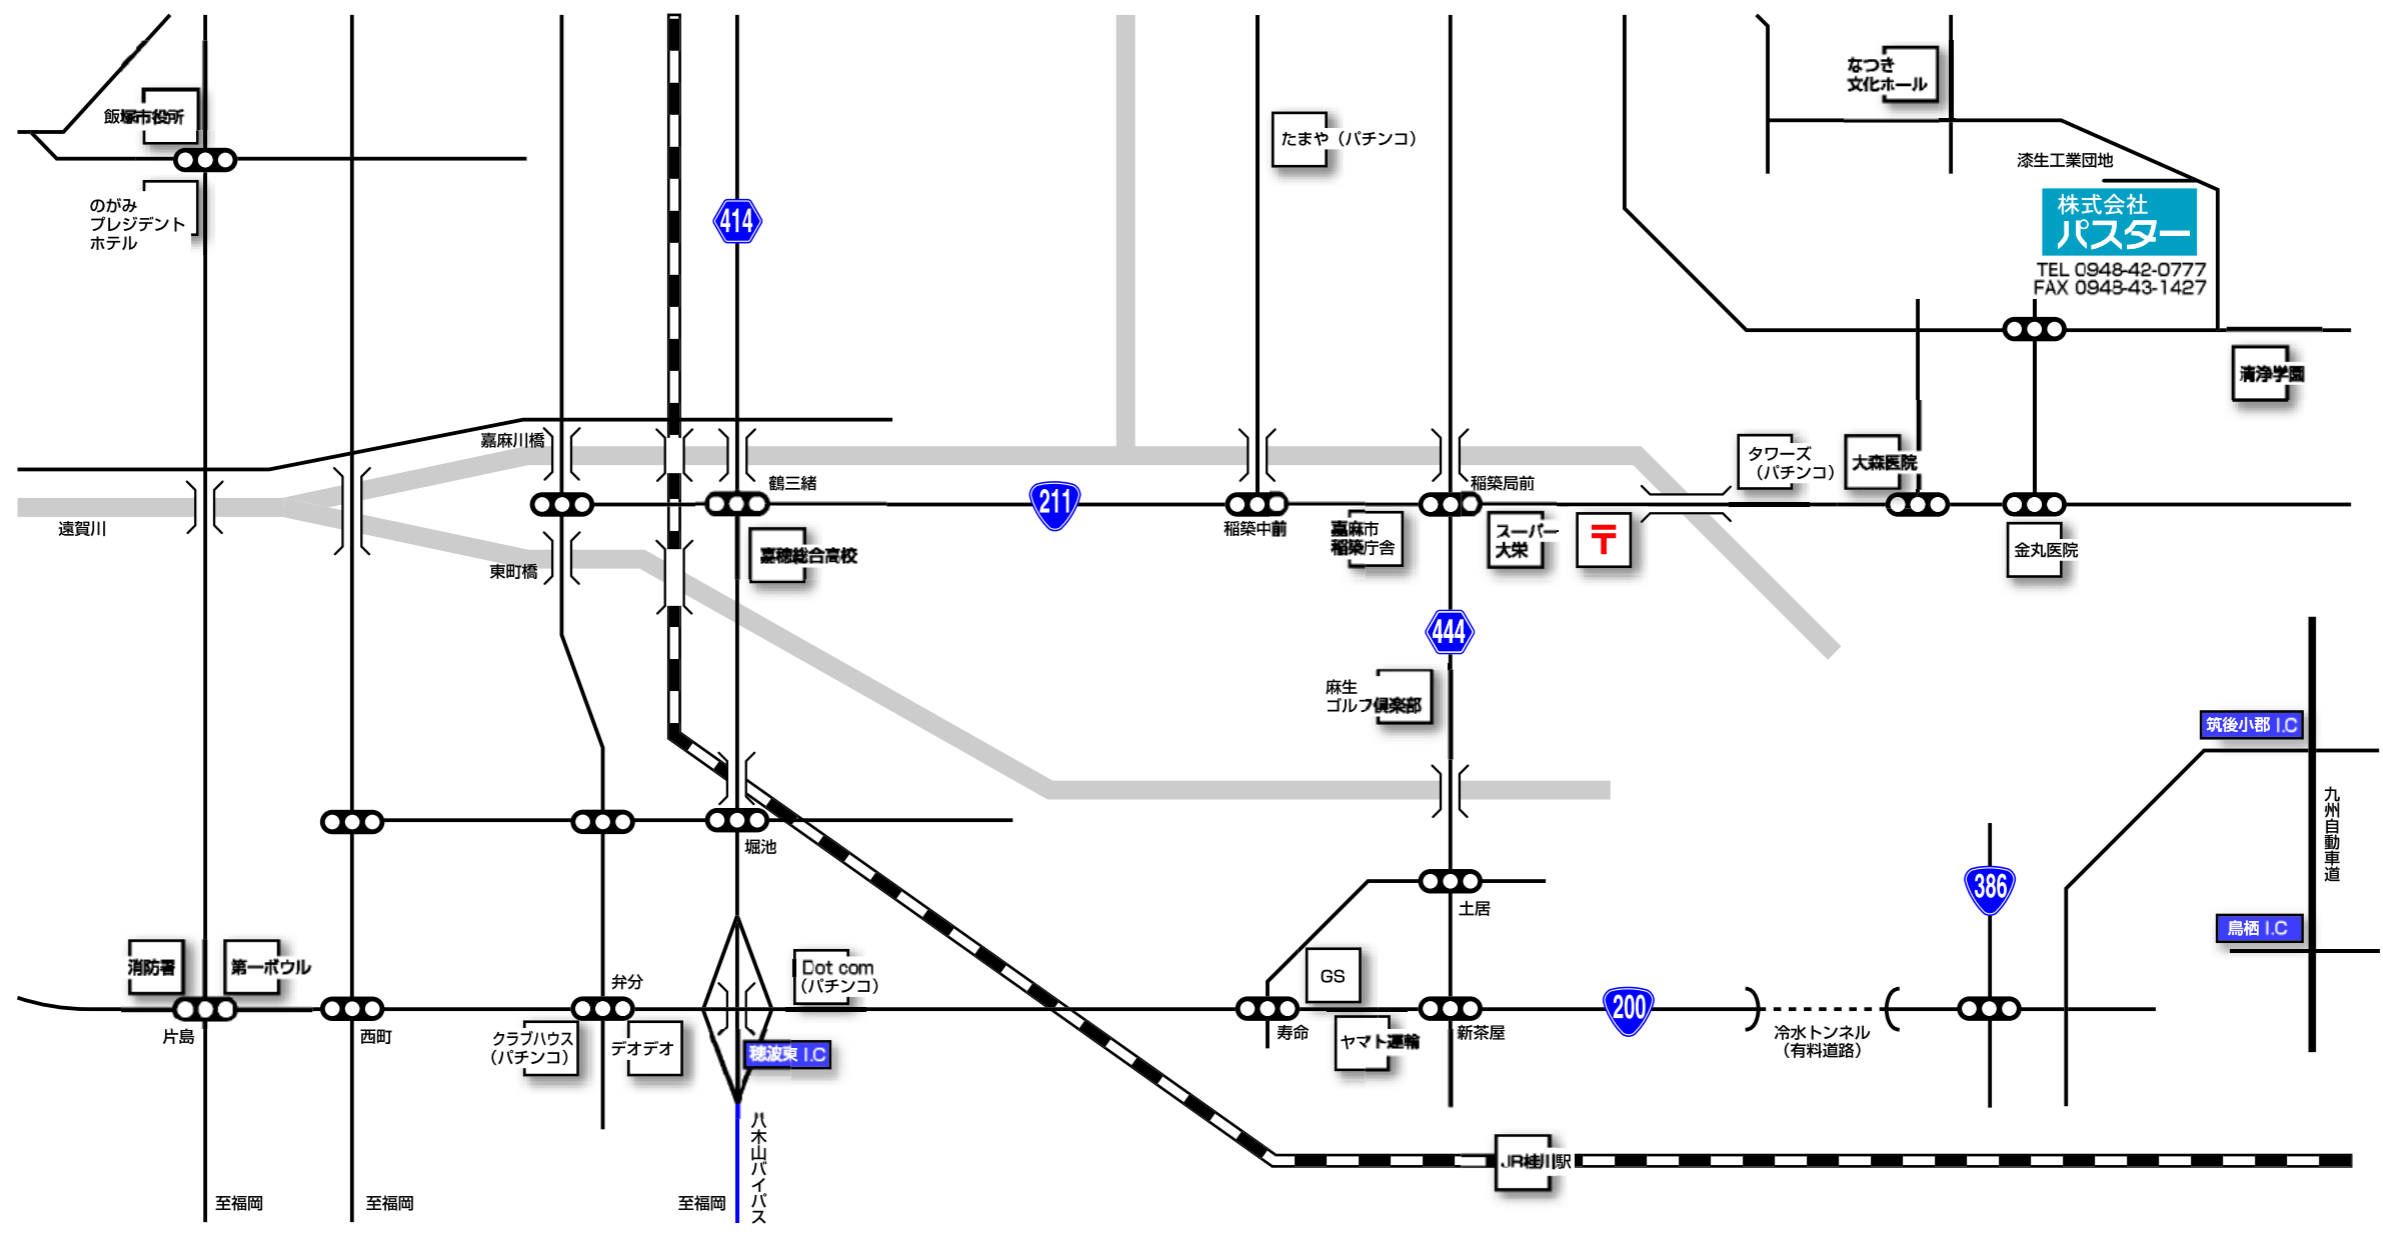 飯塚市役所
のがみ
プレジデント
ホテル
414
たまや（パチンコ）
なつき
文化ホール
漆生工業団地
株式会社
パスター
TEL 0948-42-0777
FAX 0948-43-1427
清浄学園
嘉麻川橋
遠賀川
東町橋
鶴三緒
嘉穂総合高校
211
稲築中前
嘉麻市
稲築庁舎
稲築局前
スーパー
大栄
〒
タワーズ
（パチンコ）
大森医院
金丸医院
444
麻生
ゴルフ倶楽部
筑後小郡 I.C
九州自動車道
鳥栖 I.C
386
堀池
土居
消防署
第一ボウル
片島
西町
弁分
クラブハウス
（パチンコ）
デオデオ
Dot com
（パチンコ）
穂波東 I.C
GS
寿命
ヤマト運輸
新茶屋
200
冷水トンネル
（有料道路）
八木山バイパス
JR桂川駅
至福岡
至福岡
至福岡